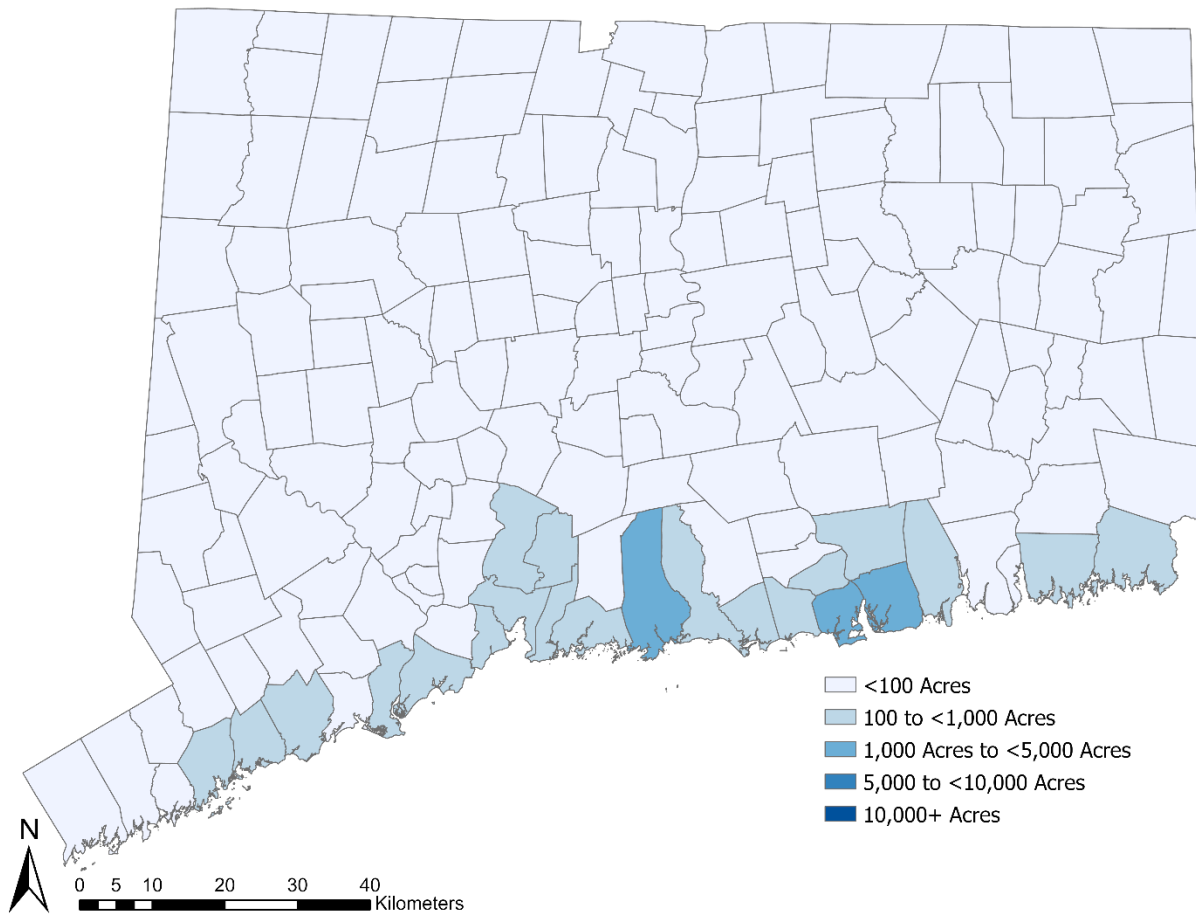 <100 Acres
100 to <1,000 Acres
1,000 Acres to <5,000 Acres
5,000 to <10,000 Acres
10,000+ Acres
N
0 5 10 20 30 40
Kilometers